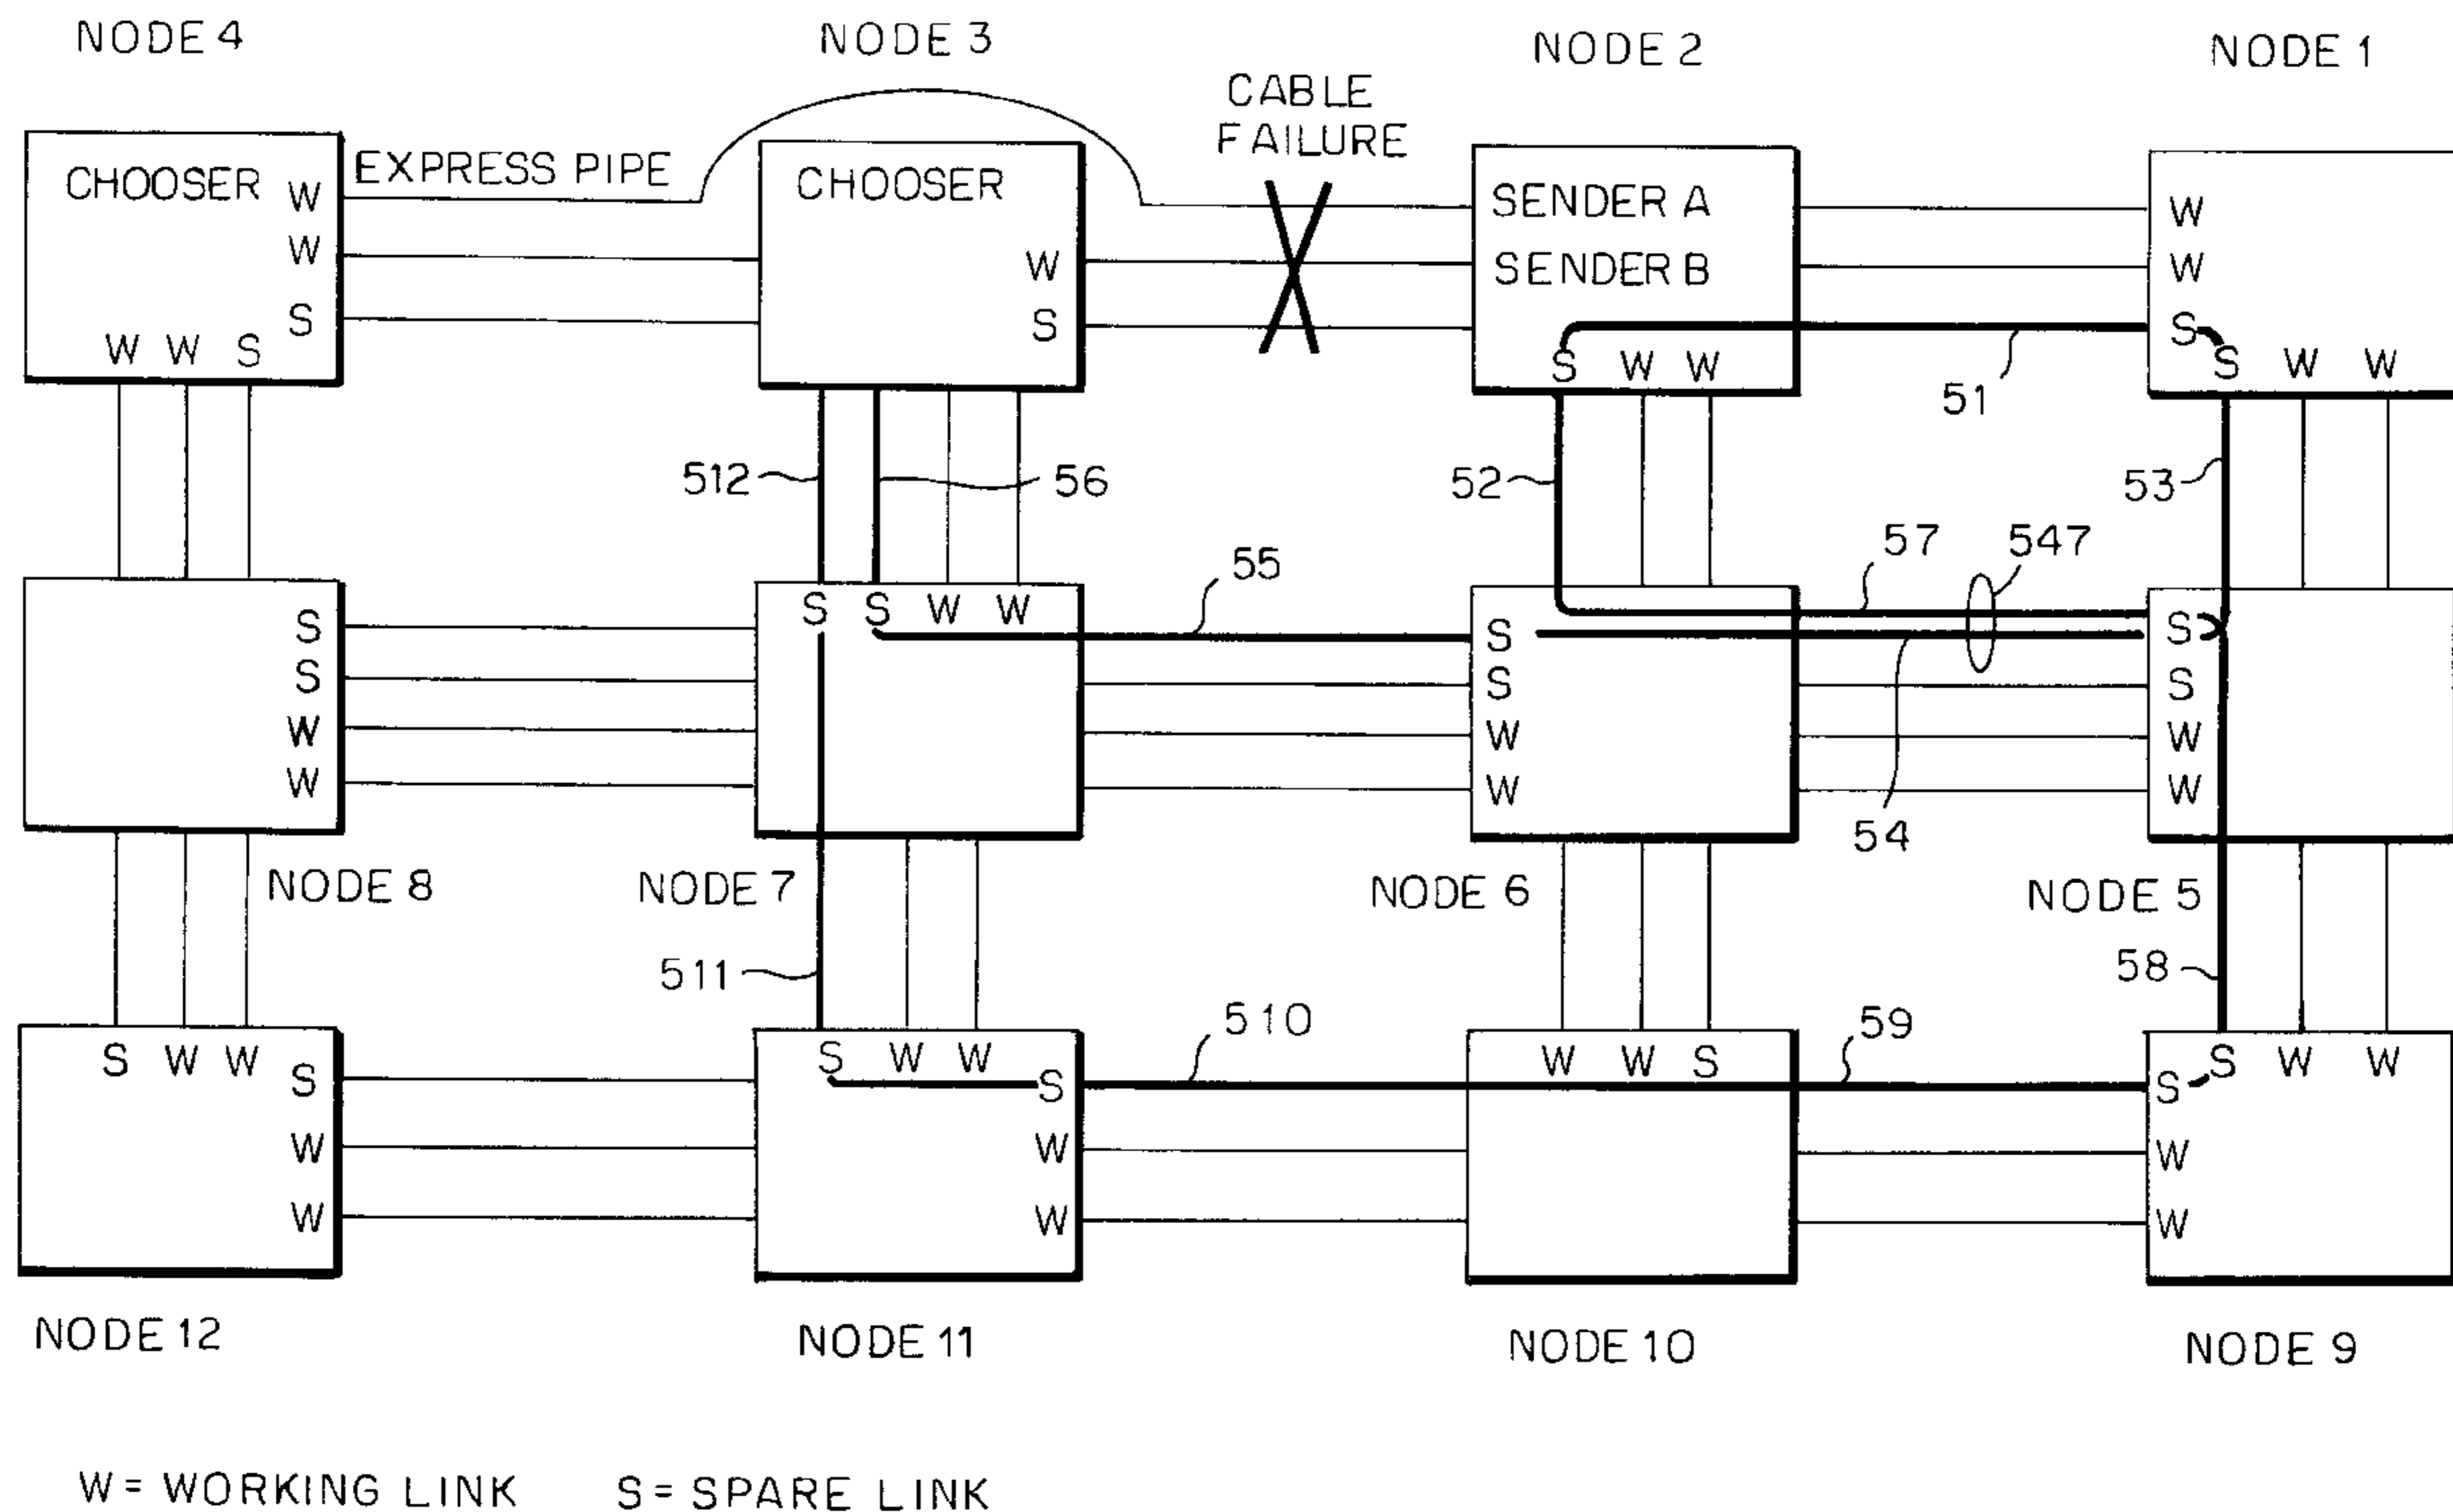 NODE 4
NODE 3
NODE 2
NODE 1
CABLE
FAILURE
CHOOSER
W
EXPRESS PIPE
CHOOSER
SENDER A
W
W
W
SENDER B
W
S
S
S
W W S
S W W
S W W
51
512
56
52
53
57
547
55
S
S S W W
S
S
S
S
S
W
W
W
W
W
W
54
NODE 8
NODE 7
NODE 6
NODE 5
511
58
510
59
S W W
S W W
W W S
S W W
S
S
S
W
W
W
W
W
W
NODE 12
NODE 11
NODE 10
NODE 9
W = WORKING LINK S = SPARE LINK